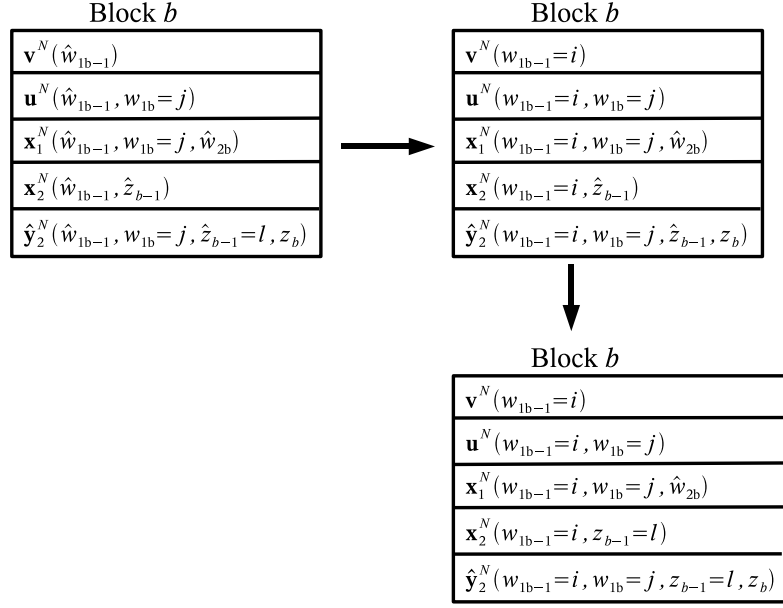 Block b
v^N(ŵ_{1b−1})
u^N(ŵ_{1b−1}, w_{1b}=j)
x_1^N(ŵ_{1b−1}, w_{1b}=j, ŵ_{2b})
x_2^N(ŵ_{1b−1}, ẑ_{b−1})
ŷ_2^N(ŵ_{1b−1}, w_{1b}=j, ẑ_{b−1}=l, z_b)
Block b
v^N(w_{1b−1}=i)
u^N(w_{1b−1}=i, w_{1b}=j)
x_1^N(w_{1b−1}=i, w_{1b}=j, ŵ_{2b})
x_2^N(w_{1b−1}=i, ẑ_{b−1})
ŷ_2^N(w_{1b−1}=i, w_{1b}=j, ẑ_{b−1}, z_b)
Block b
v^N(w_{1b−1}=i)
u^N(w_{1b−1}=i, w_{1b}=j)
x_1^N(w_{1b−1}=i, w_{1b}=j, ŵ_{2b})
x_2^N(w_{1b−1}=i, z_{b−1}=l)
ŷ_2^N(w_{1b−1}=i, w_{1b}=j, z_{b−1}=l, z_b)